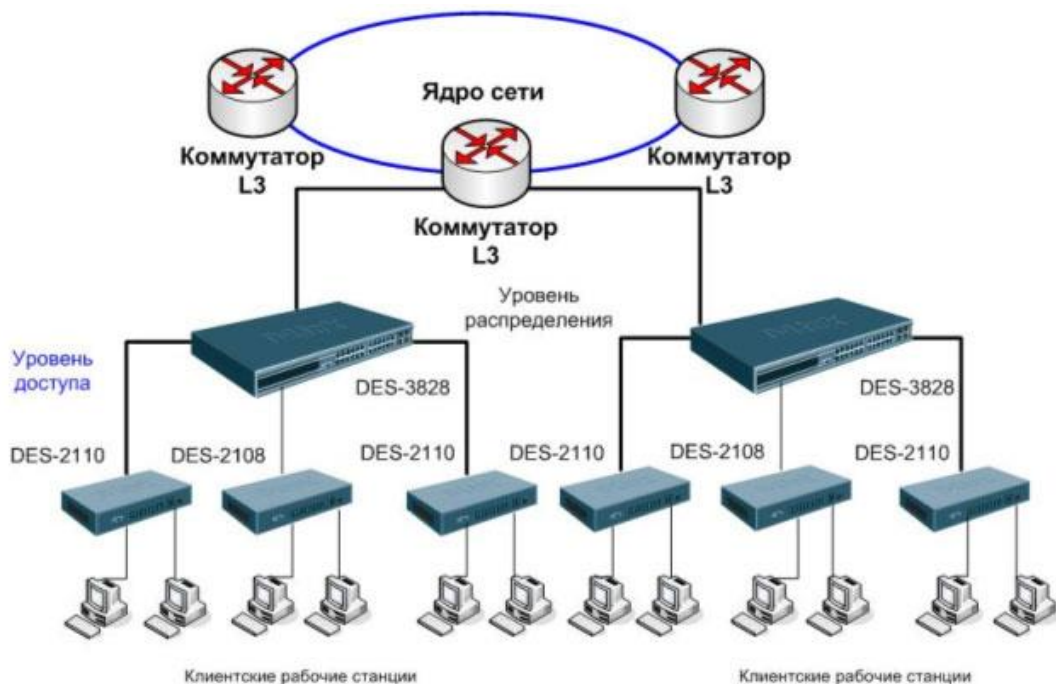 Ядро сети
Коммутатор
L3
Коммутатор
L3
Коммутатор
L3
Уровень
распределения
Уровень
доступа
DES-3828
DES-3828
DES-2110
DES-2108
DES-2110
DES-2110
DES-2108
DES-2110
Клиентские рабочие станции
Клиентские рабочие станции